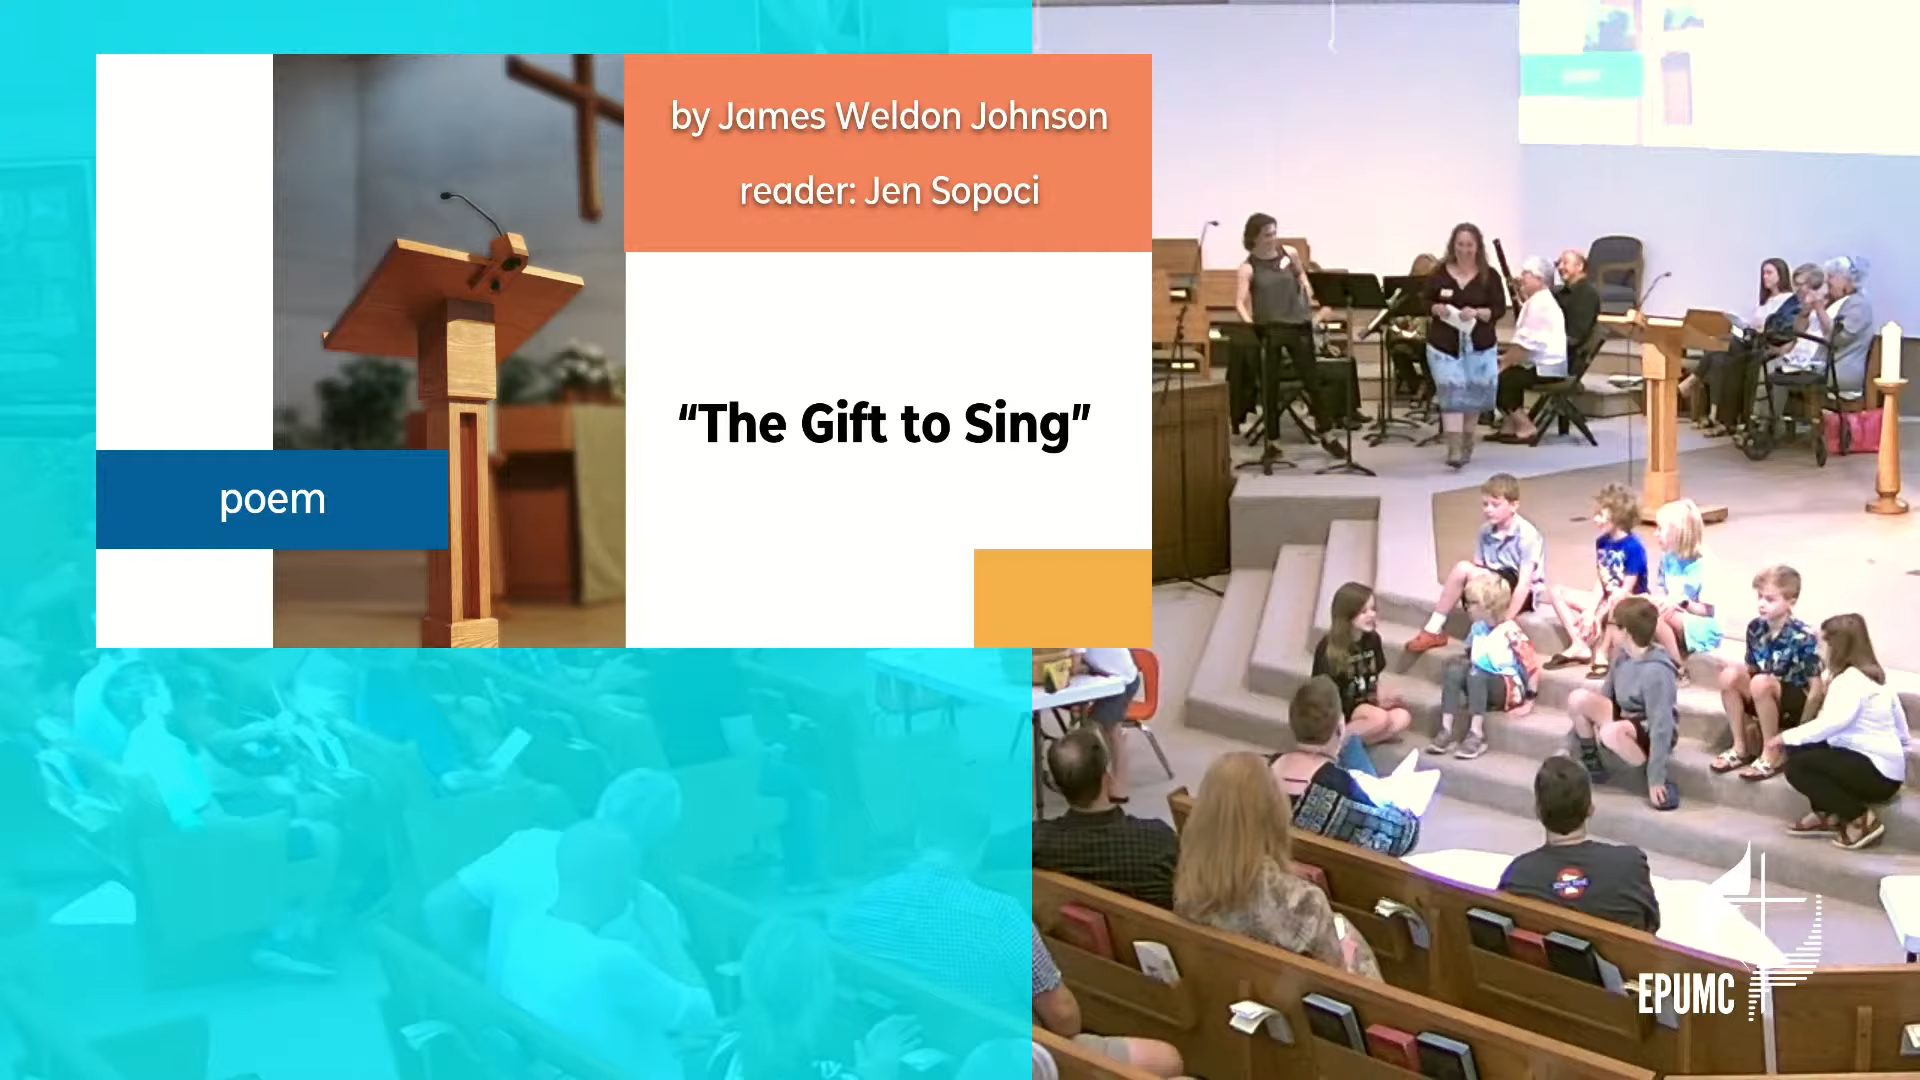 by James Weldon Johnson
reader: Jen Sopoci
“The Gift to Sing”
poem
EPUMC